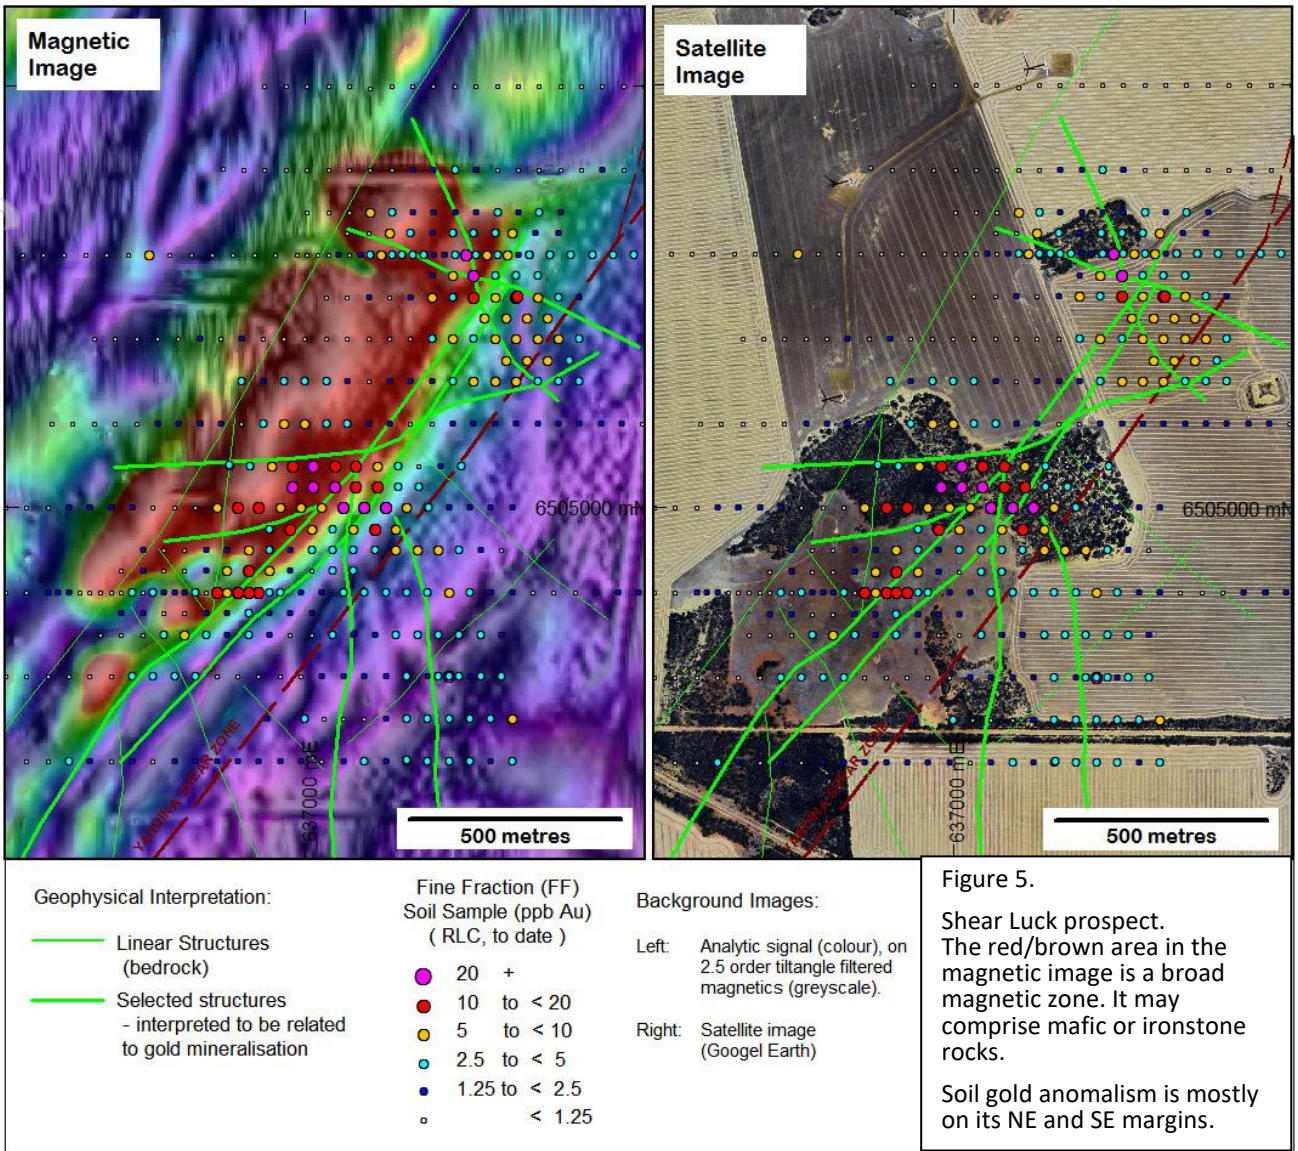 Magnetic
Image
6505000 mN
YANDINA SHEAR ZONE
637000 mE
500 metres
Satellite
Image
6505000 mN
SHEAR ZONE
637000 mE
500 metres
Geophysical Interpretation:
Linear Structures
(bedrock)
Selected structures
- interpreted to be related
to gold mineralisation
Fine Fraction (FF)
Soil Sample (ppb Au)
( RLC, to date )
20 +
10 to < 20
5 to < 10
2.5 to < 5
1.25 to < 2.5
< 1.25
Background Images:
Left: Analytic signal (colour), on
2.5 order tiltangle filtered
magnetics (greyscale).
Right: Satellite image
(Googel Earth)
Figure 5.
Shear Luck prospect.
The red/brown area in the
magnetic image is a broad
magnetic zone. It may
comprise mafic or ironstone
rocks.
Soil gold anomalism is mostly
on its NE and SE margins.